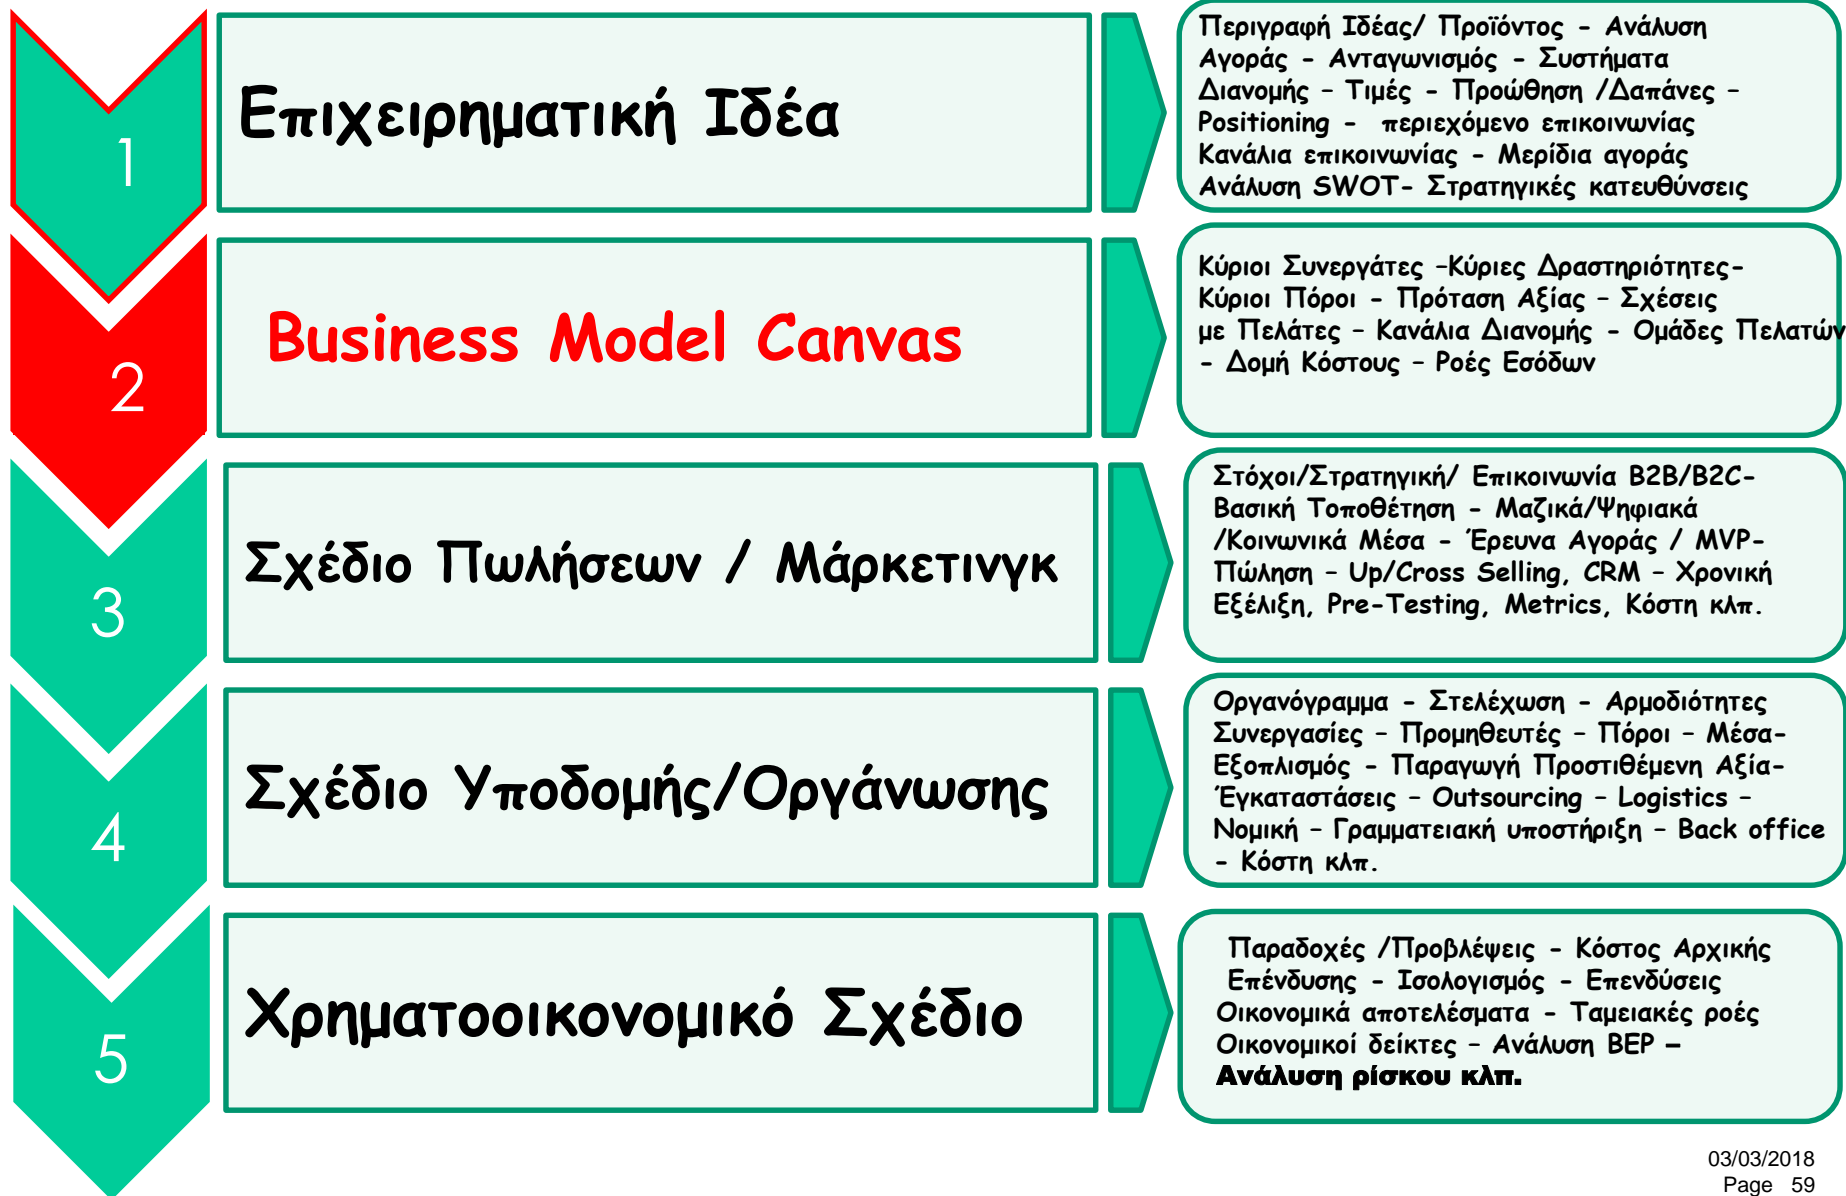 1
Επιχειρηματική Ιδέα
Περιγραφή Ιδέας/ Προϊόντος - Ανάλυση
Αγοράς - Ανταγωνισμός - Συστήματα
Διανομής – Τιμές - Προώθηση /Δαπάνες –
Positioning - περιεχόμενο επικοινωνίας
Κανάλια επικοινωνίας - Μερίδια αγοράς
Ανάλυση SWOT- Στρατηγικές κατευθύνσεις
2
Business Model Canvas
Κύριοι Συνεργάτες –Κύριες Δραστηριότητες-
Κύριοι Πόροι - Πρόταση Αξίας – Σχέσεις
με Πελάτες – Κανάλια Διανομής - Ομάδες Πελατών
- Δομή Κόστους – Ροές Εσόδων
3
Σχέδιο Πωλήσεων / Μάρκετινγκ
Στόχοι/Στρατηγική/ Επικοινωνία B2B/B2C-
Βασική Τοποθέτηση - Μαζικά/Ψηφιακά
/Κοινωνικά Μέσα - Έρευνα Αγοράς / MVP-
Πώληση – Up/Cross Selling, CRM – Χρονική
Εξέλιξη, Pre-Testing, Metrics, Κόστη κλπ.
4
Σχέδιο Υποδομής/Οργάνωσης
Οργανόγραμμα - Στελέχωση - Αρμοδιότητες
Συνεργασίες – Προμηθευτές – Πόροι – Μέσα-
Εξοπλισμός - Παραγωγή Προστιθέμενη Αξία-
Έγκαταστάσεις – Outsourcing – Logistics –
Νομική – Γραμματειακή υποστήριξη – Back office
- Κόστη κλπ.
5
Χρηματοοικονομικό Σχέδιο
Παραδοχές /Προβλέψεις - Κόστος Αρχικής
Επένδυσης - Ισολογισμός - Επενδύσεις
Οικονομικά αποτελέσματα - Ταμειακές ροές
Οικονομικοί δείκτες – Ανάλυση BEP –
Ανάλυση ρίσκου κλπ.
03/03/2018
Page 59